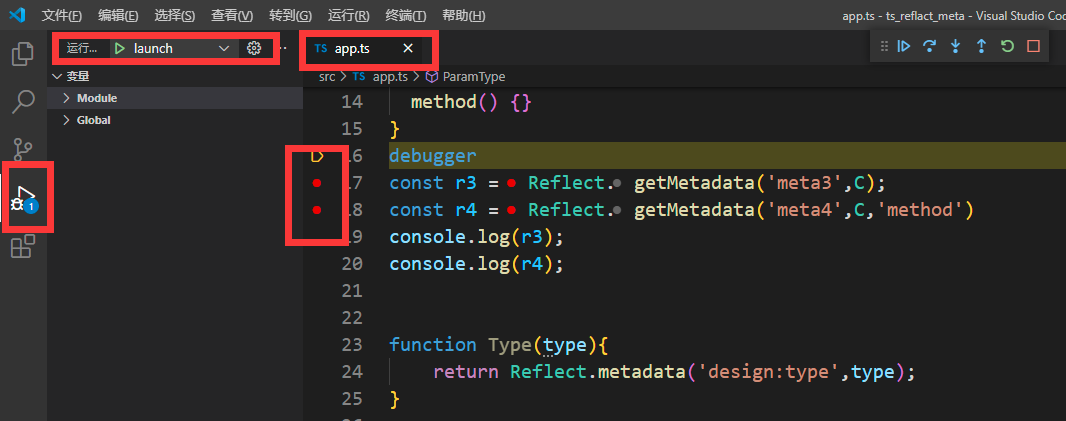 文件(F) 编辑(E) 选择(S) 查看(V) 转到(G) 运行(R) 终端(T) 帮助(H) app.ts - ts_reflact_meta - Visual Studio Cod
运行... launch ··
TS app.ts ×
src > TS app.ts > ParamType
变量
Module
Global
1
14 method() {}
15 }
16 debugger
17 const r3 = Reflect. getMetadata('meta3',C);
18 const r4 = Reflect. getMetadata('meta4',C,'method')
19 console.log(r3);
20 console.log(r4);
21
22
23 function Type(type){
24 return Reflect.metadata('design:type',type);
25 }